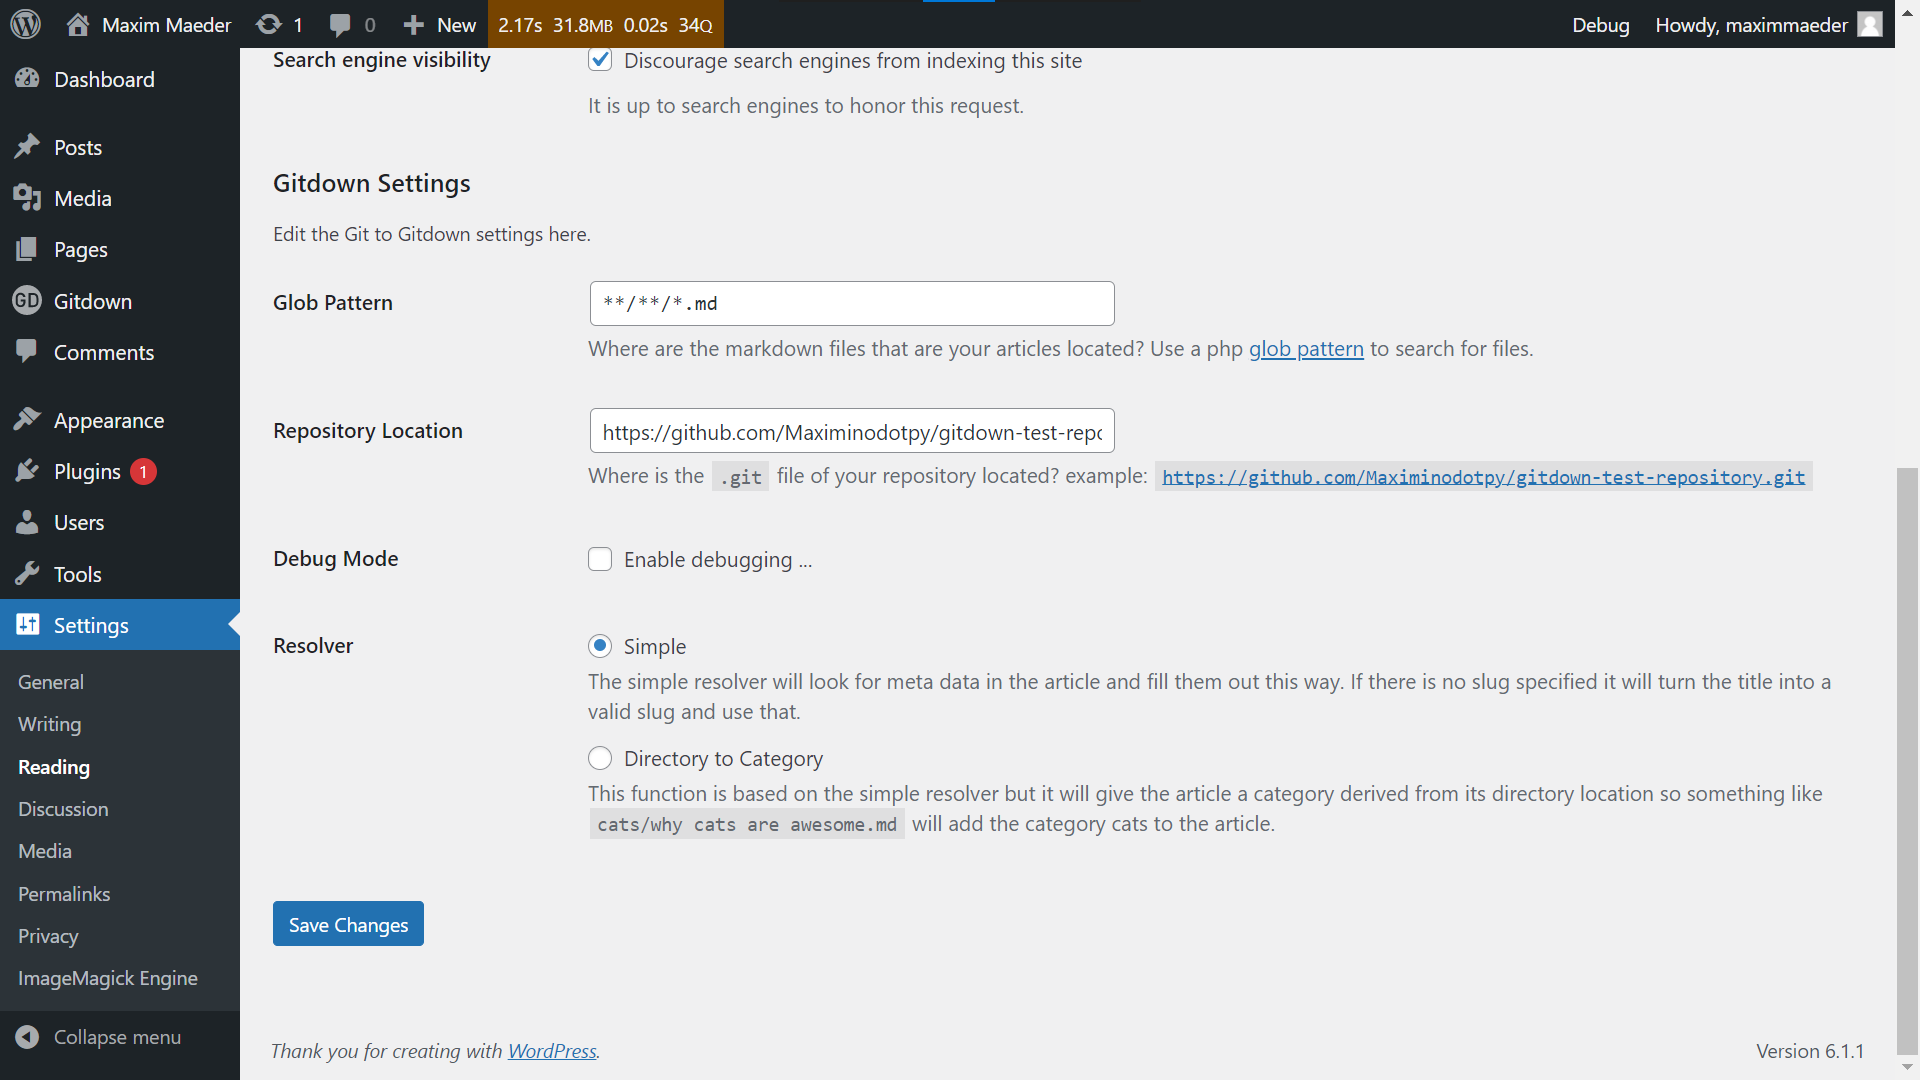 Maxim Maeder 1 0 New 2.17s 31.8MB 0.02s 34Q Debug Howdy, maximmaeder
Dashboard
Posts
Media
Pages
GD Gitdown
Comments
Appearance
Plugins 1
Users
Tools
Settings
General
Writing
Reading
Discussion
Media
Permalinks
Privacy
ImageMagick Engine
Collapse menu
Search engine visibility
Discourage search engines from indexing this site
It is up to search engines to honor this request.
Gitdown Settings
Edit the Git to Gitdown settings here.
Glob Pattern
**/**/*.md
Where are the markdown files that are your articles located? Use a php glob pattern to search for files.
Repository Location
https://github.com/Maximinodotpy/gitdown-test-repo
Where is the .git file of your repository located? example: https://github.com/Maximinodotpy/gitdown-test-repository.git
Debug Mode
Enable debugging ...
Resolver
Simple
The simple resolver will look for meta data in the article and fill them out this way. If there is no slug specified it will turn the title into a
valid slug and use that.
Directory to Category
This function is based on the simple resolver but it will give the article a category derived from its directory location so something like
cats/why cats are awesome.md will add the category cats to the article.
Save Changes
Thank you for creating with WordPress.
Version 6.1.1